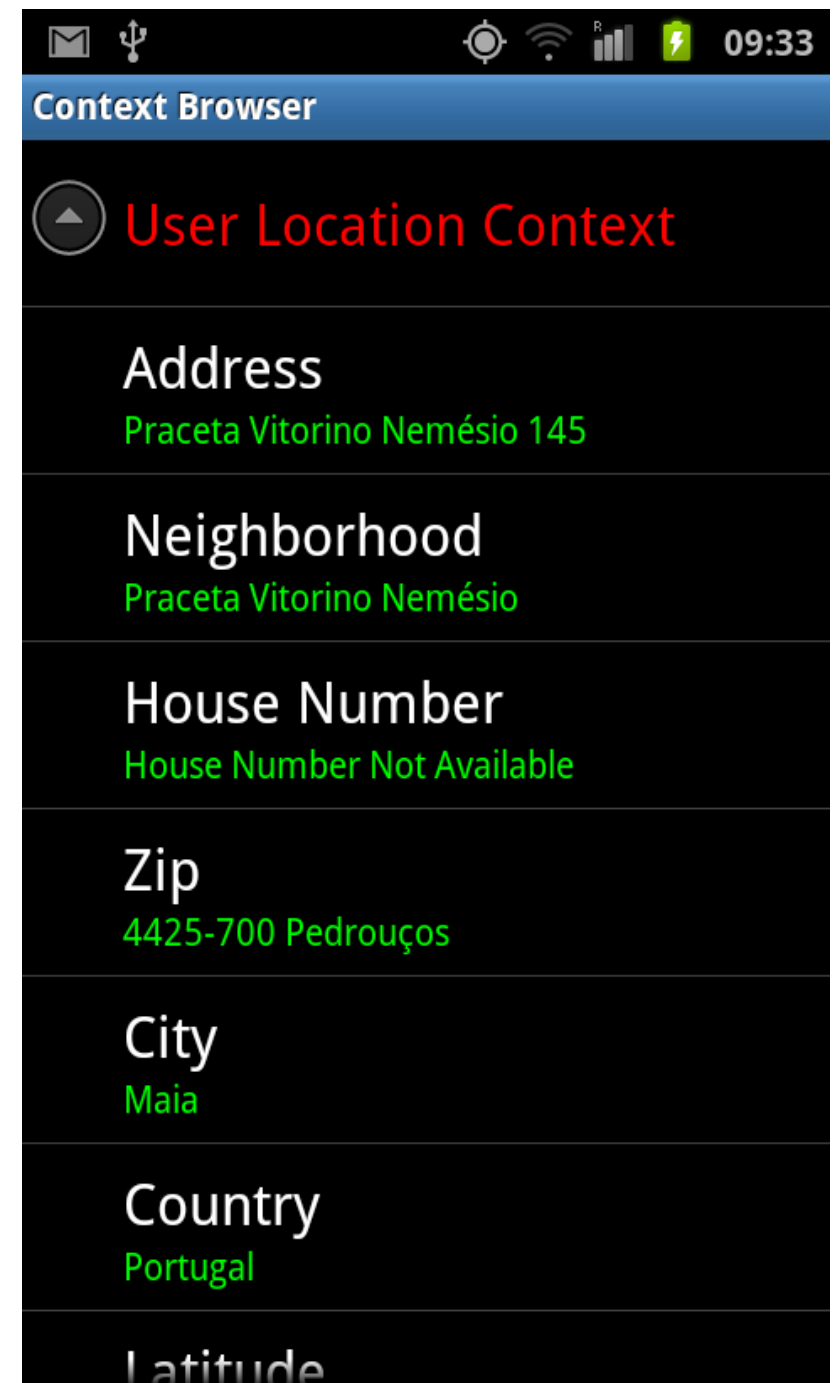 R
09:33
Context Browser
User Location Context
Address
Praceta Vitorino Nemésio 145
Neighborhood
Praceta Vitorino Nemésio
House Number
House Number Not Available
Zip
4425-700 Pedrouços
City
Maia
Country
Portugal
Latitude